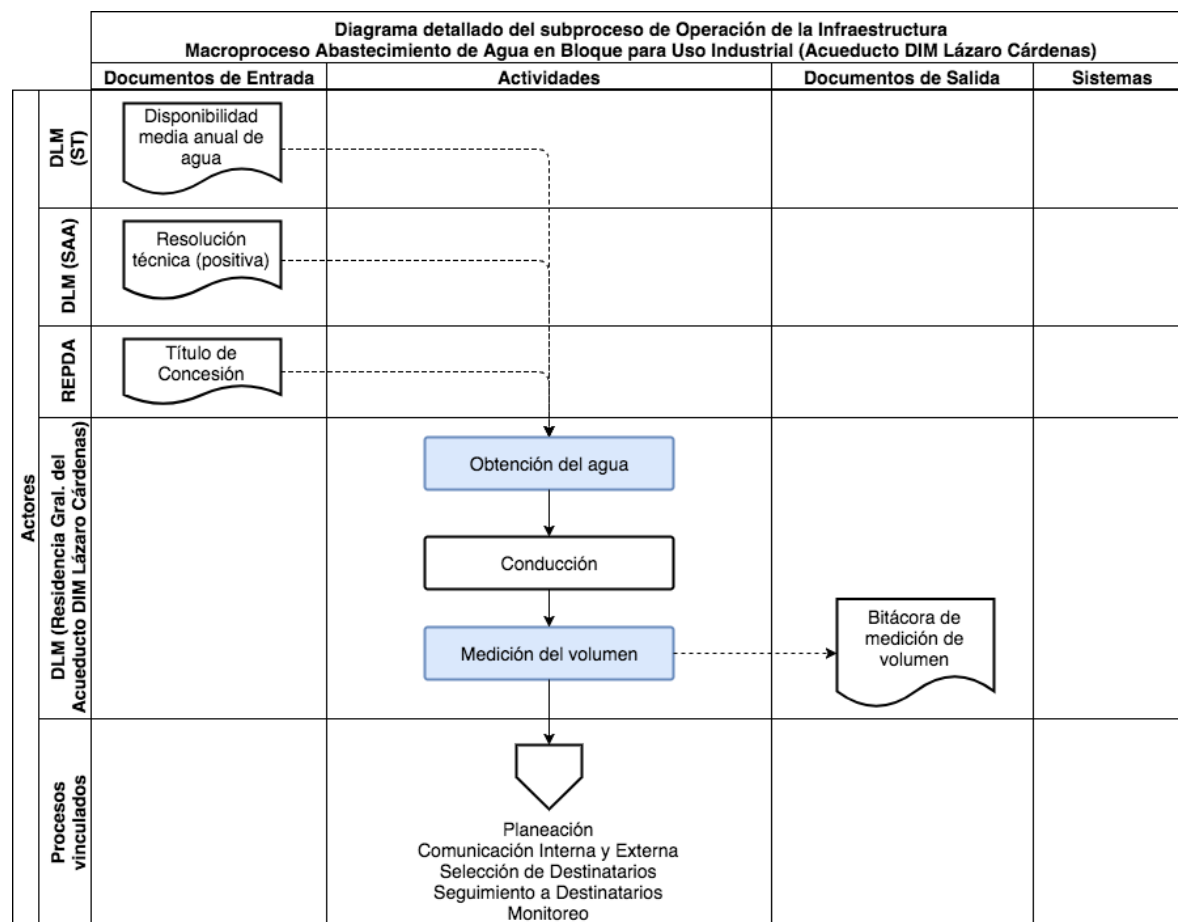 Diagrama detallado del subproceso de Operación de la Infraestructura
Macroproceso Abastecimiento de Agua en Bloque para Uso Industrial (Acueducto DIM Lázaro Cárdenas)
Documentos de Entrada
Actividades
Documentos de Salida
Sistemas
Actores
DLM
(ST)
Disponibilidad
media anual de
agua
DLM (SAA)
Resolución
técnica (positiva)
REPDA
Título de
Concesión
DLM (Residencia Gral. del
Acueducto DIM Lázaro Cárdenas)
Obtención del agua
Conducción
Medición del volumen
Bitácora de
medición de
volumen
Procesos
vinculados
Planeación
Comunicación Interna y Externa
Selección de Destinatarios
Seguimiento a Destinatarios
Monitoreo